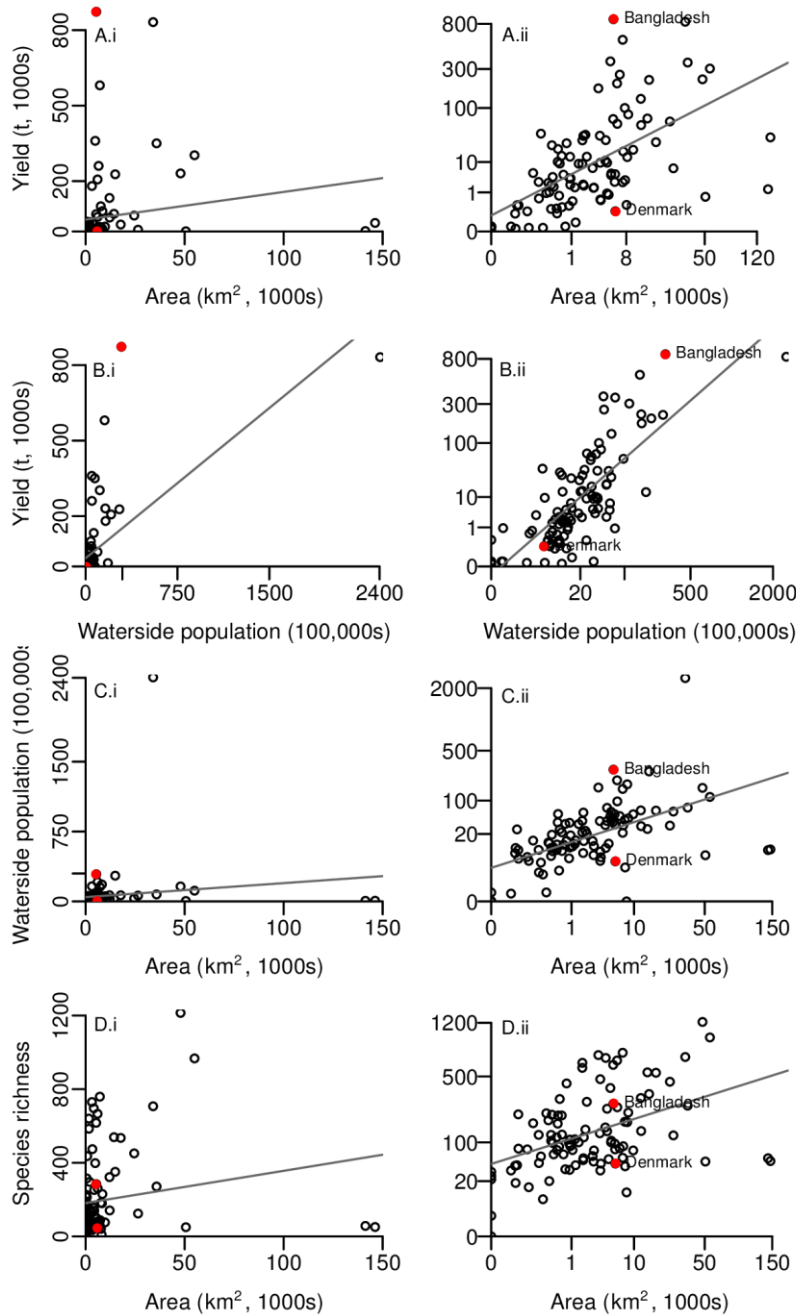 A.i
Yield (t, 1000s)
0 200 500 800
0 50 100 150
Area (km², 1000s)
A.ii
Bangladesh
Denmark
0 1 10 100 300 800
0 1 8 50 120
Area (km², 1000s)
B.i
Yield (t, 1000s)
0 200 500 800
0 750 1500 2400
Waterside population (100,000s)
B.ii
Bangladesh
Denmark
0 1 10 100 300 800
0 20 500 2000
Waterside population (100,000s)
C.i
Waterside population (100,000s
0 750 1500 2400
0 50 100 150
Area (km², 1000s)
C.ii
Bangladesh
Denmark
0 20 100 500 2000
0 1 10 50 150
Area (km², 1000s)
D.i
Species richness
0 400 800 1200
0 50 100 150
Area (km², 1000s)
D.ii
Bangladesh
Denmark
0 20 100 500 1200
0 1 10 50 150
Area (km², 1000s)